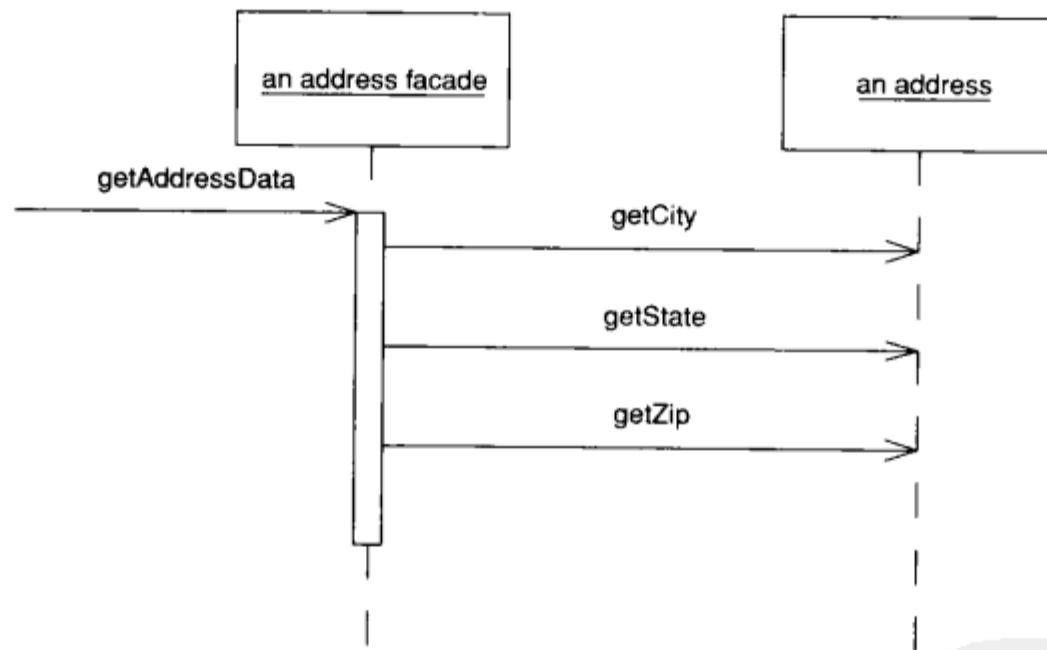 an address facade
an address
getAddressData
getCity
getState
getZip